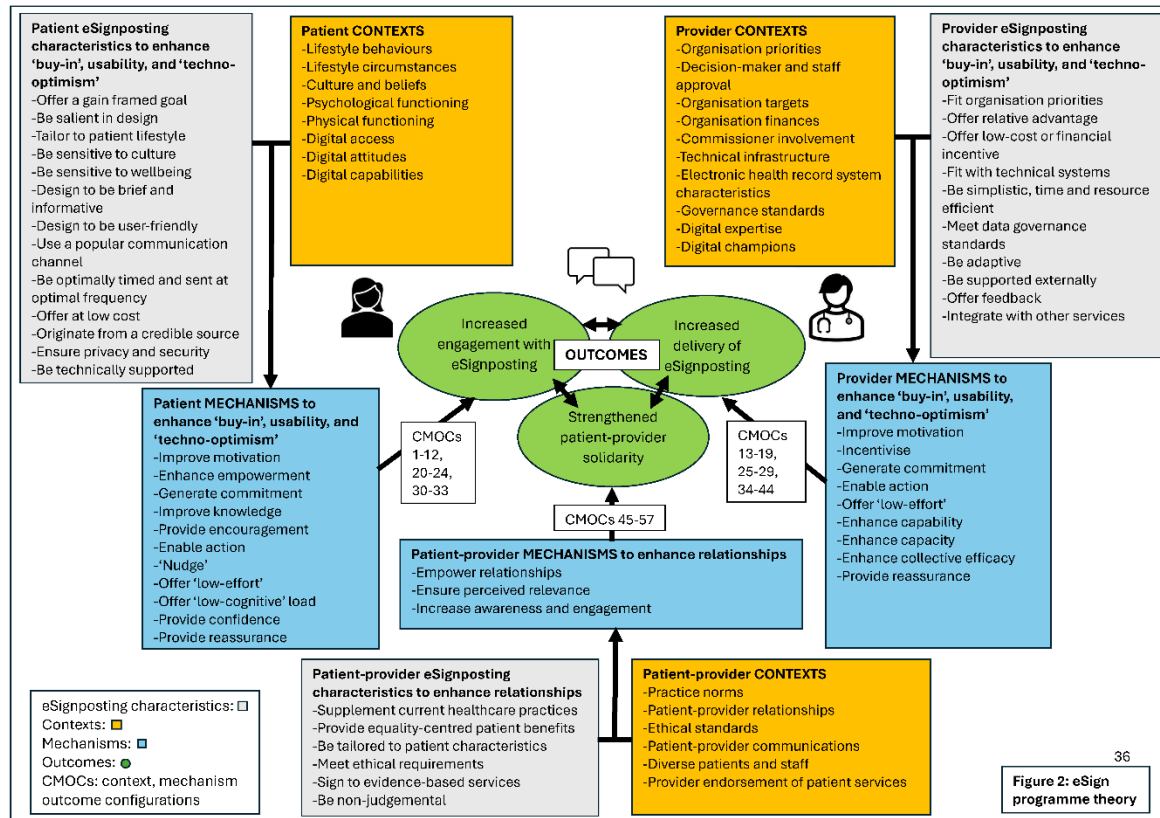 Patient eSignposting
characteristics to enhance
‘buy-in’, usability, and ‘techno-
optimism’
-Offer a gain framed goal
-Be salient in design
-Tailor to patient lifestyle
-Be sensitive to culture
-Be sensitive to wellbeing
-Design to be brief and
informative
-Design to be user-friendly
-Use a popular communication
channel
-Be optimally timed and sent at
optimal frequency
-Offer at low cost
-Originate from a credible source
-Ensure privacy and security
-Be technically supported
Patient CONTEXTS
-Lifestyle behaviours
-Lifestyle circumstances
-Culture and beliefs
-Psychological functioning
-Physical functioning
-Digital access
-Digital attitudes
-Digital capabilities
Provider CONTEXTS
-Organisation priorities
-Decision-maker and staff
approval
-Organisation targets
-Organisation finances
-Commissioner involvement
-Technical infrastructure
-Electronic health record system
characteristics
-Governance standards
-Digital expertise
-Digital champions
Provider eSignposting
characteristics to enhance
‘buy-in’, usability, and ‘techno-
optimism’
-Fit organisation priorities
-Offer relative advantage
-Offer low-cost or financial
incentive
-Fit with technical systems
-Be simplistic, time and resource
efficient
-Meet data governance
standards
-Be adaptive
-Be supported externally
-Offer feedback
-Integrate with other services
Increased
engagement with
eSignposting
OUTCOMES
Increased
delivery of
eSignposting
Strengthened
patient-provider
solidarity
Patient MECHANISMS to
enhance ‘buy-in’, usability, and
‘techno-optimism’
-Improve motivation
-Enhance empowerment
-Generate commitment
-Improve knowledge
-Provide encouragement
-Enable action
-‘Nudge’
-Offer ‘low-effort’
-Offer ‘low-cognitive’ load
-Provide confidence
-Provide reassurance
CMOCs
1-12,
20-24,
30-33
CMOCs
13-19,
25-29,
34-44
Provider MECHANISMS to
enhance ‘buy-in’, usability,
and ‘techno-optimism’
-Improve motivation
-Incentivise
-Generate commitment
-Enable action
-Offer ‘low-effort’
-Enhance capability
-Enhance capacity
-Enhance collective efficacy
-Provide reassurance
CMOCs 45-57
Patient-provider MECHANISMS to enhance relationships
-Empower relationships
-Ensure perceived relevance
-Increase awareness and engagement
Patient-provider eSignposting
characteristics to enhance relationships
-Supplement current healthcare practices
-Provide equality-centred patient benefits
-Be tailored to patient characteristics
-Meet ethical requirements
-Sign to evidence-based services
-Be non-judgemental
Patient-provider CONTEXTS
-Practice norms
-Patient-provider relationships
-Ethical standards
-Patient-provider communications
-Diverse patients and staff
-Provider endorsement of patient services
eSignposting characteristics:
Contexts:
Mechanisms:
Outcomes:
CMOCs: context, mechanism
outcome configurations
36
Figure 2: eSign
programme theory